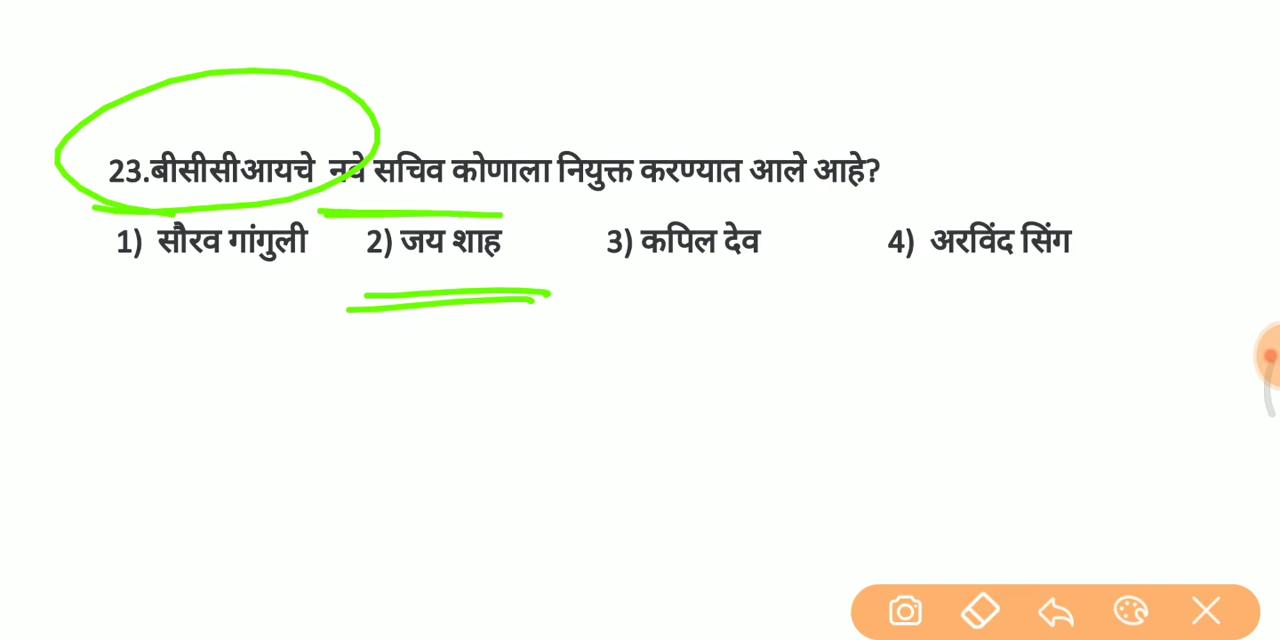 23.बीसीसीआयचे नवे सचिव कोणाला नियुक्त करण्यात आले आहे?
1) सौरव गांगुली 2) जय शाह 3) कपिल देव 4) अरविंद सिंग